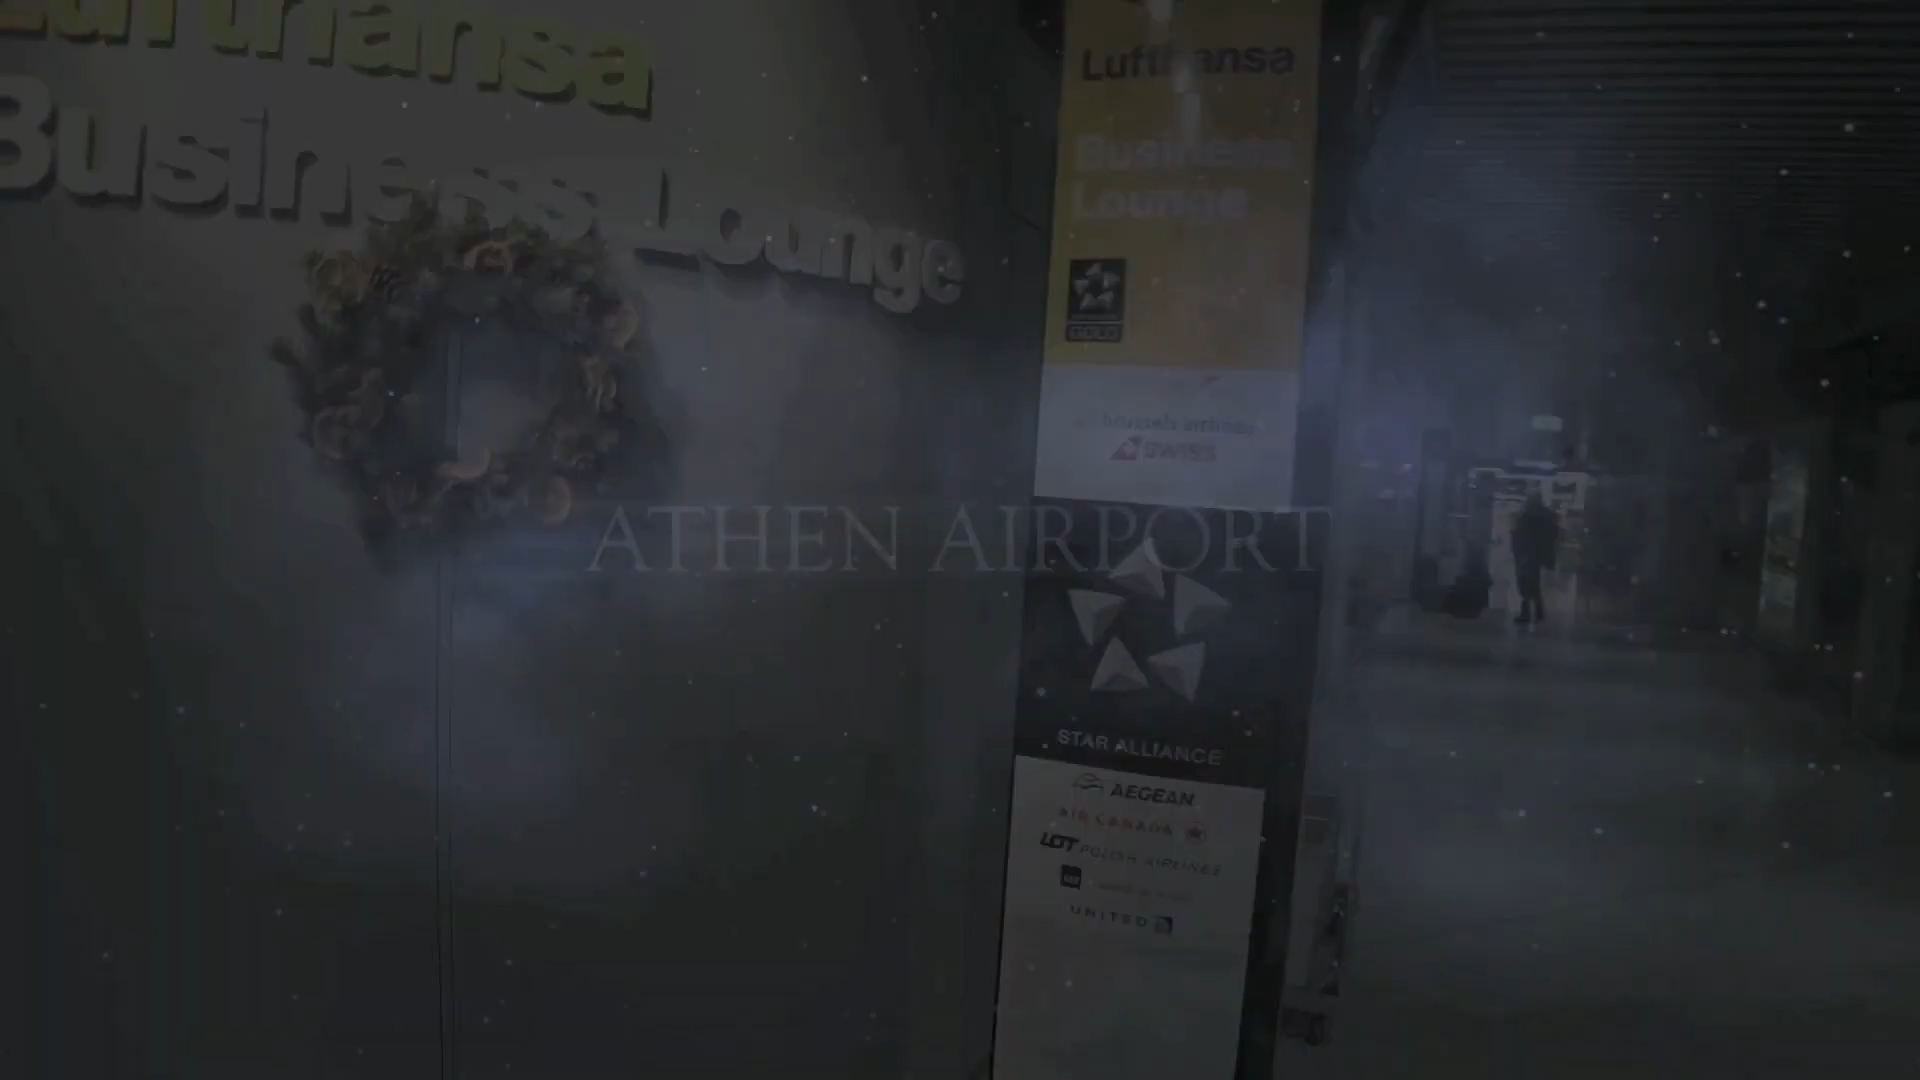 Lufthansa
Business Lounge
Lufthansa
Business
Lounge
GOLD
brussels airlines
SWISS
ATHEN AIRPORT
STAR ALLIANCE
AEGEAN
AIR CANADA
LOT POLISH AIRLINES
UNITED